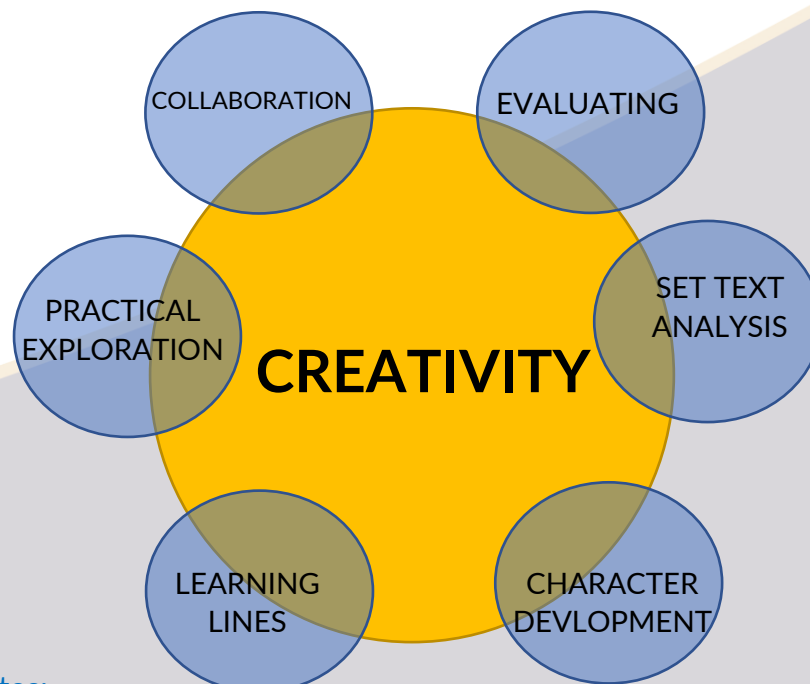 COLLABORATION
EVALUATING
PRACTICAL
EXPLORATION
SET TEXT
ANALYSIS
CREATIVITY
LEARNING
LINES
CHARACTER
DEVLOPMENT